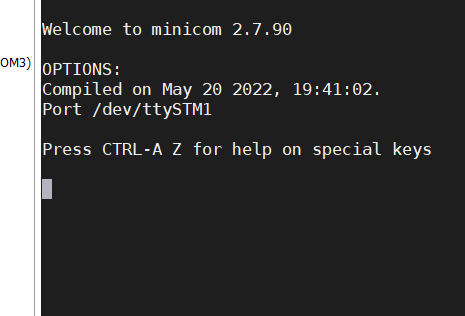 Welcome to minicom 2.7.90
OM3)
OPTIONS:
Compiled on May 20 2022, 19:41:02.
Port /dev/ttySTM1
Press CTRL-A Z for help on special keys